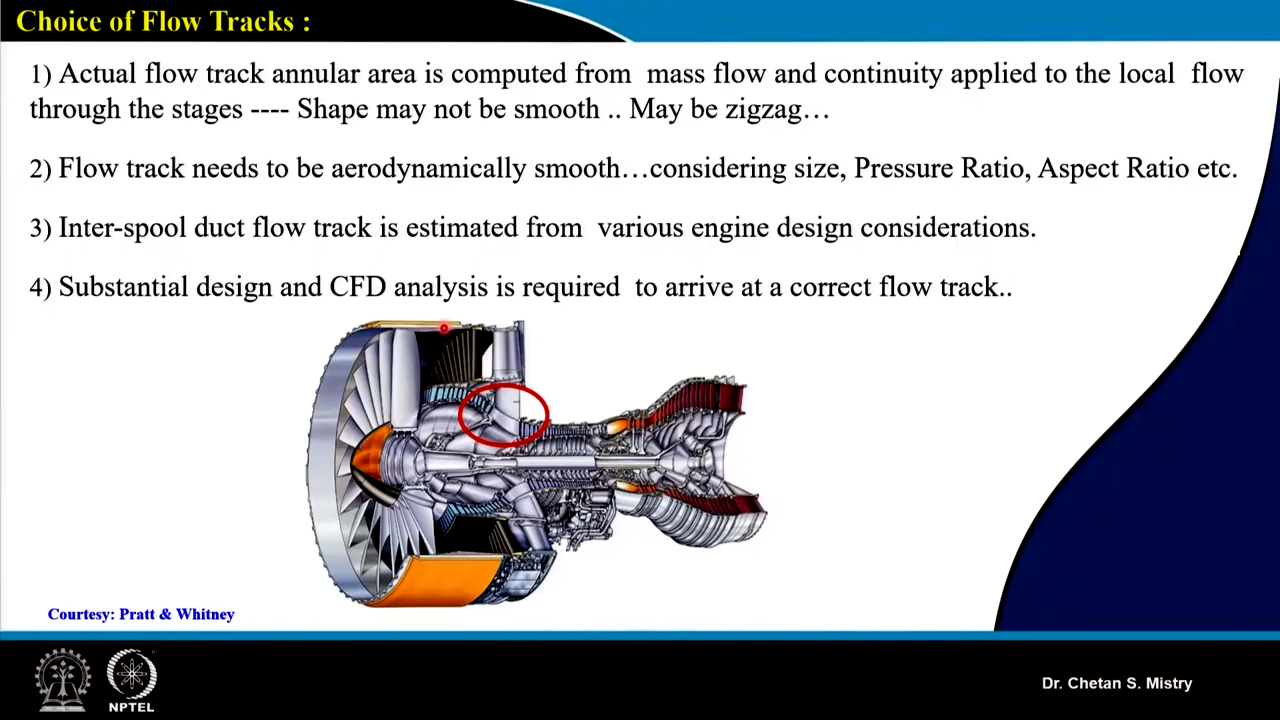 Choice of Flow Tracks :
1) Actual flow track annular area is computed from mass flow and continuity applied to the local flow
through the stages ---- Shape may not be smooth .. May be zigzag…
2) Flow track needs to be aerodynamically smooth…considering size, Pressure Ratio, Aspect Ratio etc.
3) Inter-spool duct flow track is estimated from various engine design considerations.
4) Substantial design and CFD analysis is required to arrive at a correct flow track..
Courtesy: Pratt & Whitney
NPTEL
Dr. Chetan S. Mistry